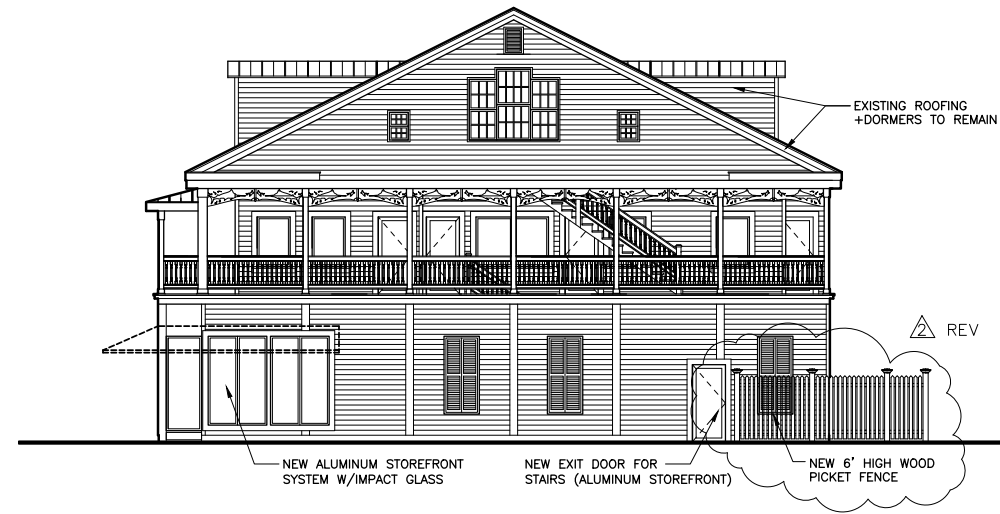 EXISTING ROOFING
+DORMERS TO REMAIN
2 REV
NEW ALUMINUM STOREFRONT
SYSTEM W/IMPACT GLASS
NEW EXIT DOOR FOR
STAIRS (ALUMINUM STOREFRONT)
NEW 6' HIGH WOOD
PICKET FENCE